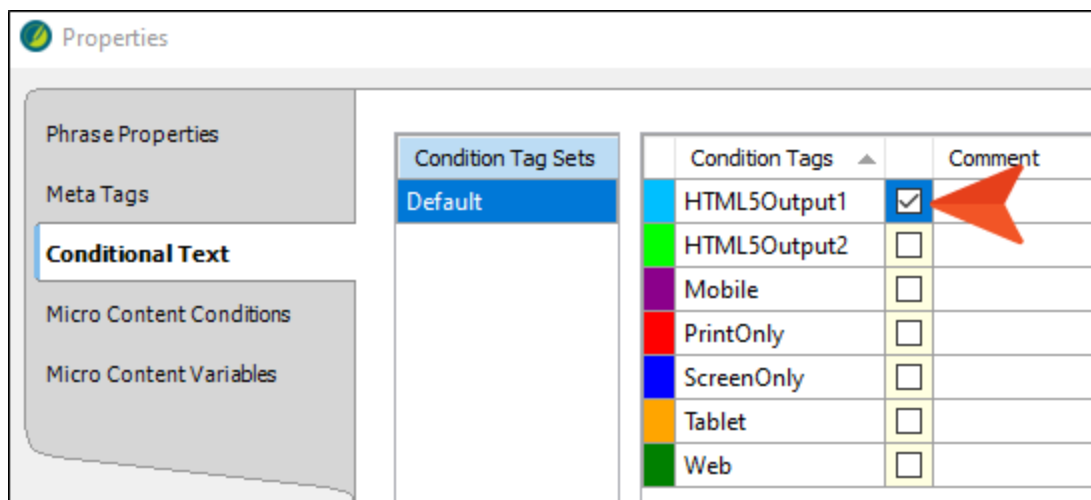 Properties
Phrase Properties
Meta Tags
Conditional Text
Micro Content Conditions
Micro Content Variables
Condition Tag Sets
Default
Condition Tags Comment
HTML5Output1
HTML5Output2
Mobile
PrintOnly
ScreenOnly
Tablet
Web